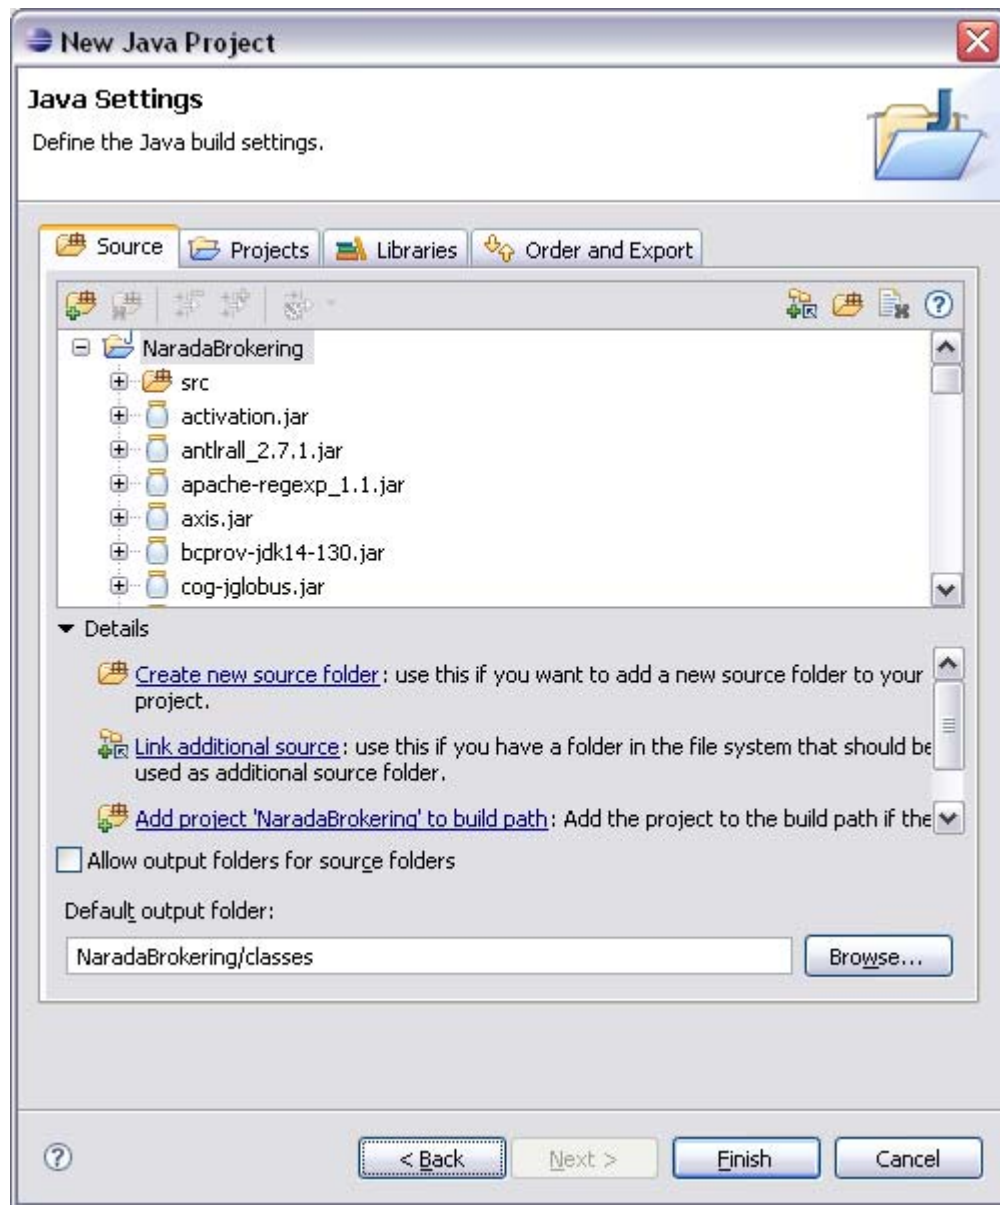 New Java Project
Java Settings
Define the Java build settings.
Source
Projects
Libraries
Order and Export
NaradaBrokering
src
activation.jar
antlrall_2.7.1.jar
apache-regexp_1.1.jar
axis.jar
bcprov-jdk14-130.jar
cog-jglobus.jar
Details
Create new source folder: use this if you want to add a new source folder to your
project.
Link additional source: use this if you have a folder in the file system that should be
used as additional source folder.
Add project 'NaradaBrokering' to build path: Add the project to the build path if the
Allow output folders for source folders
Default output folder:
NaradaBrokering/classes
Browse...
< Back
Next >
Finish
Cancel